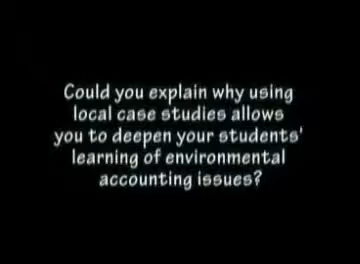 Could you explain why using
local case studies allows
you to deepen your students'
learning of environmental
accounting issues?